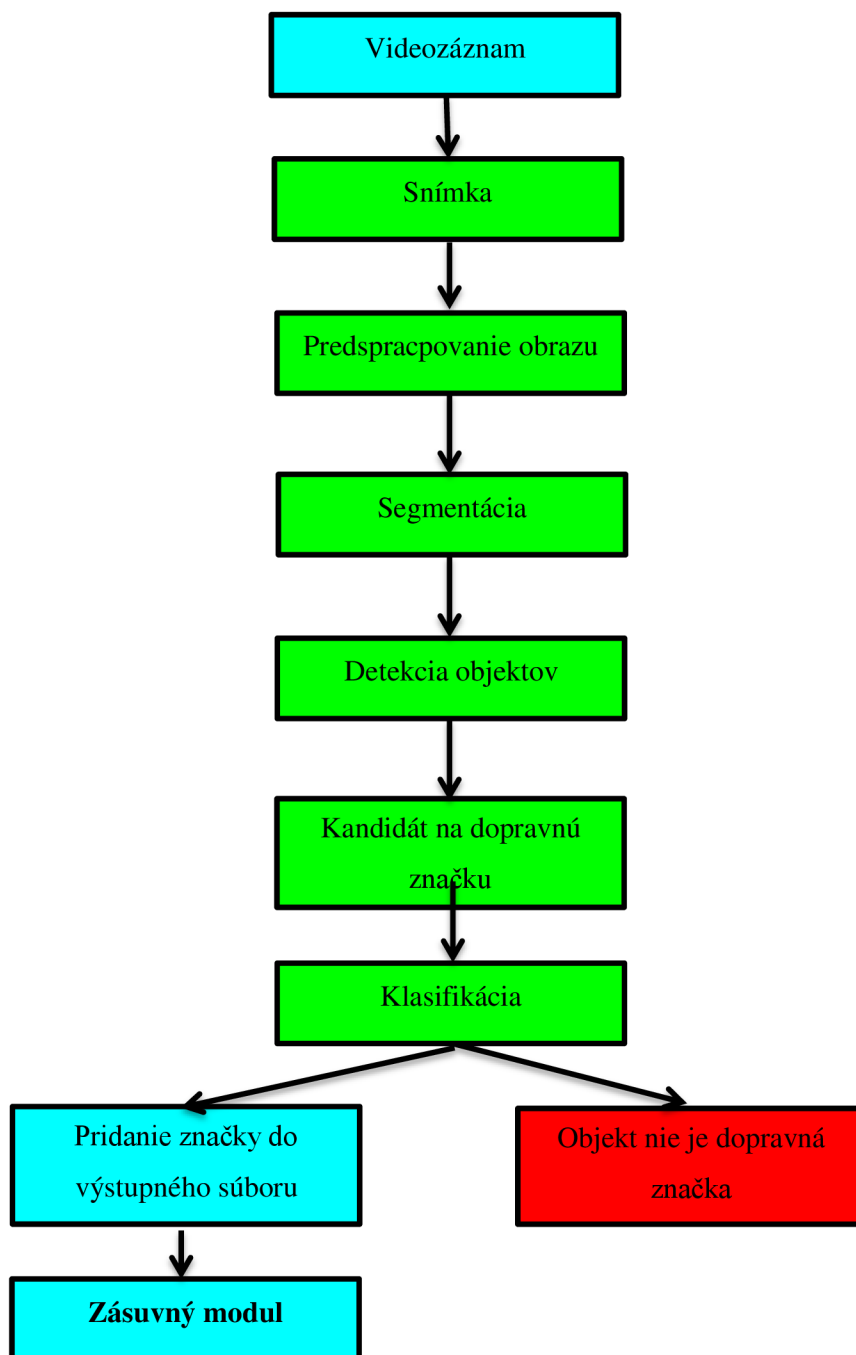 Videozáznam
Snímka
Predspracpovanie obrazu
Segmentácia
Detekcia objektov
Kandidát na dopravnú
značku
Klasifikácia
Pridanie značky do
výstupného súboru
Objekt nie je dopravná
značka
Zásuvný modul